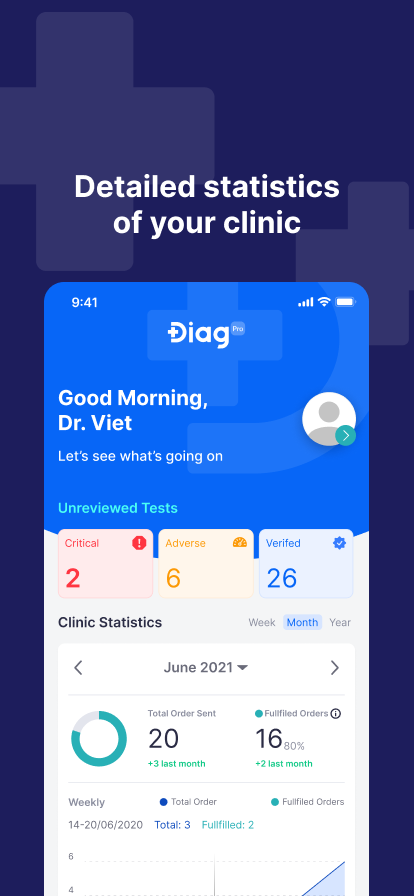 Detailed statistics
of your clinic
9:41
Diag Pro
Good Morning,
Dr. Viet
Let's see what's going on
Unreviewed Tests
Critical
2
Adverse
6
Verifed
26
Clinic Statistics
Week Month Year
June 2021
Total Order Sent
20
+3 last month
Fullfiled Orders
16 80%
+2 last month
Weekly Total Order Fullfiled Orders
14-20/06/2020 Total: 3 Fullfilled: 2
6
4